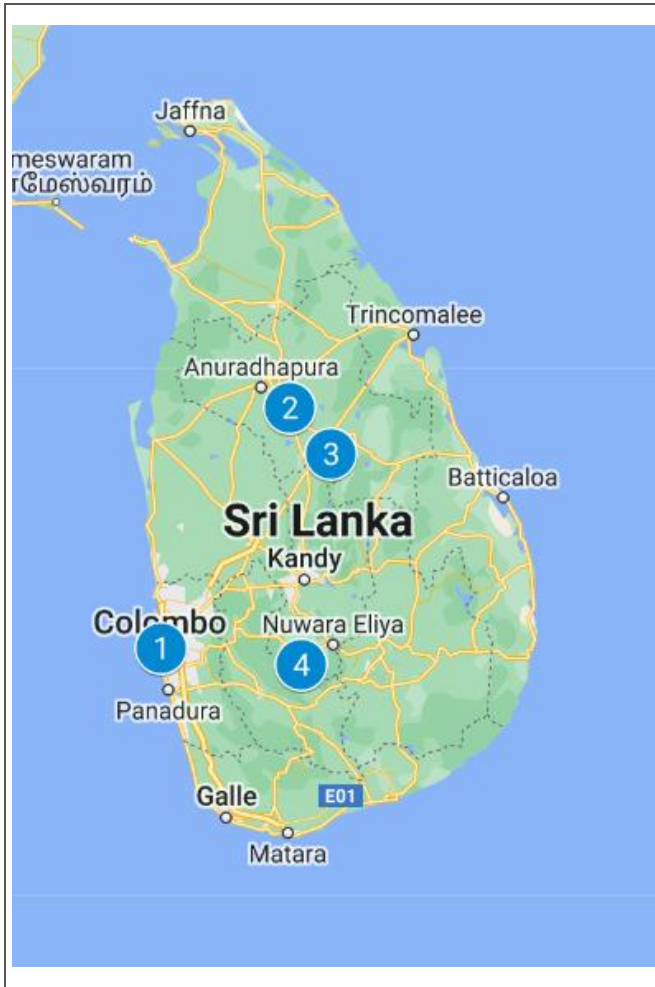 Jaffna
meswaram
மேஸ்வரம்
Trincomalee
Anuradhapura
2
3
Batticaloa
Sri Lanka
Kandy
Colombo
1
Nuwara Eliya
4
Panadura
Galle
E01
Matara